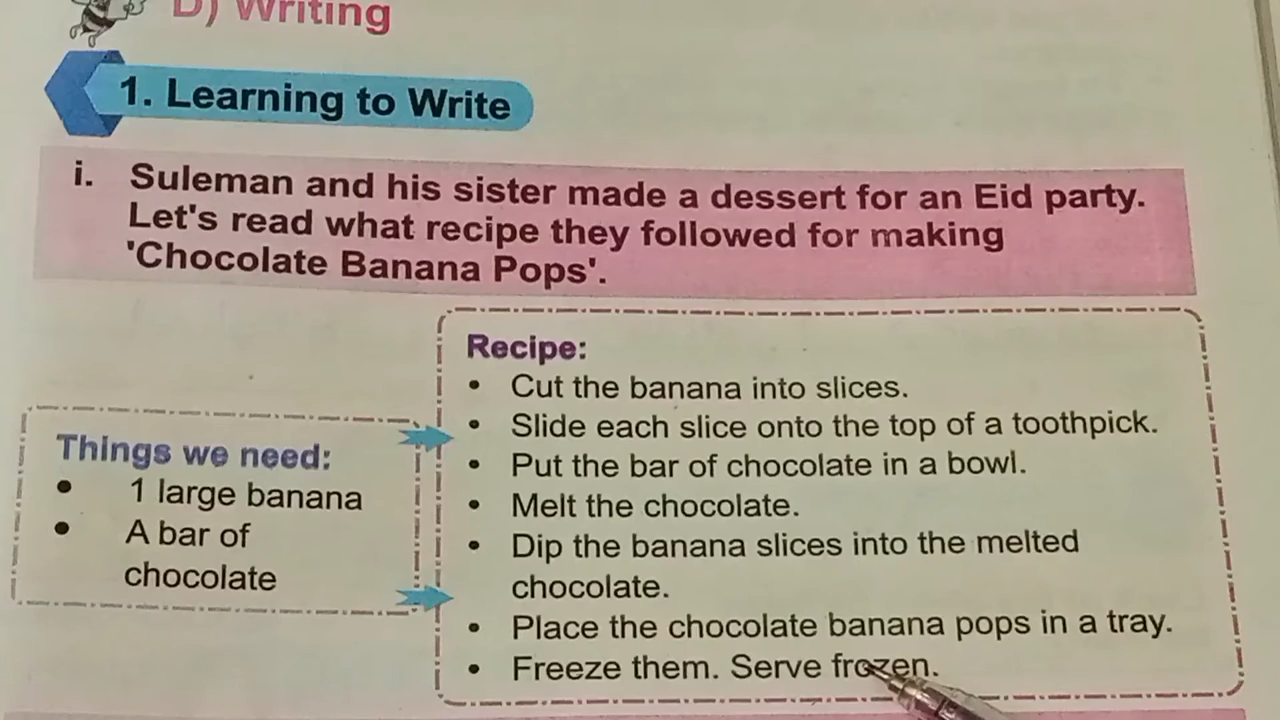 D) Writing
1. Learning to Write
i. Suleman and his sister made a dessert for an Eid party.
Let's read what recipe they followed for making
'Chocolate Banana Pops'.
Things we need:
• 1 large banana
• A bar of
chocolate
Recipe:
• Cut the banana into slices.
• Slide each slice onto the top of a toothpick.
• Put the bar of chocolate in a bowl.
• Melt the chocolate.
• Dip the banana slices into the melted
chocolate.
• Place the chocolate banana pops in a tray.
• Freeze them. Serve frozen.